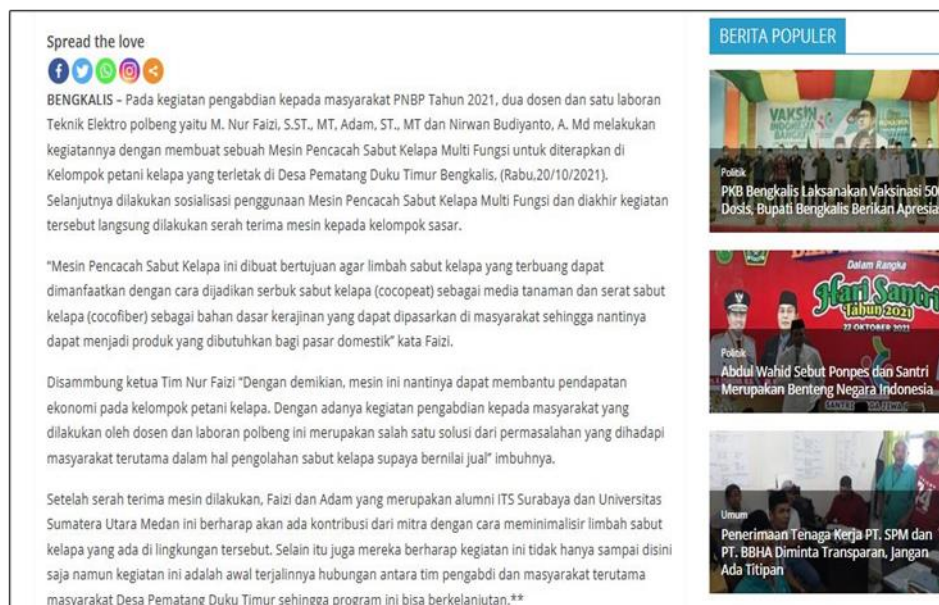 Spread the love
BENGKALIS – Pada kegiatan pengabdian kepada masyarakat PNBP Tahun 2021, dua dosen dan satu laboran
Teknik Elektro polbeng yaitu M. Nur Faizi, S.ST., MT, Adam, ST., MT dan Nirwan Budiyanto, A. Md melakukan
kegiatannya dengan membuat sebuah Mesin Pencacah Sabut Kelapa Multi Fungsi untuk diterapkan di
Kelompok petani kelapa yang terletak di Desa Pematang Duku Timur Bengkalis, (Rabu,20/10/2021).
Selanjutnya dilakukan sosialisasi penggunaan Mesin Pencacah Sabut Kelapa Multi Fungsi dan diakhir kegiatan
tersebut langsung dilakukan serah terima mesin kepada kelompok sasar.
“Mesin Pencacah Sabut Kelapa ini dibuat bertujuan agar limbah sabut kelapa yang terbuang dapat
dimanfaatkan dengan cara dijadikan serbuk sabut kelapa (cocopeat) sebagai media tanaman dan serat sabut
kelapa (cocofiber) sebagai bahan dasar kerajinan yang dapat dipasarkan di masyarakat sehingga nantinya
dapat menjadi produk yang dibutuhkan bagi pasar domestik” kata Faizi.
Disammbung ketua Tim Nur Faizi “Dengan demikian, mesin ini nantinya dapat membantu pendapatan
ekonomi pada kelompok petani kelapa. Dengan adanya kegiatan pengabdian kepada masyarakat yang
dilakukan oleh dosen dan laboran polbeng ini merupakan salah satu solusi dari permasalahan yang dihadapi
masyarakat terutama dalam hal pengolahan sabut kelapa supaya bernilai jual” imbuhnya.
Setelah serah terima mesin dilakukan, Faizi dan Adam yang merupakan alumni ITS Surabaya dan Universitas
Sumatera Utara Medan ini berharap akan ada kontribusi dari mitra dengan cara meminimalisir limbah sabut
kelapa yang ada di lingkungan tersebut. Selain itu juga mereka berharap kegiatan ini tidak hanya sampai disini
saja namun kegiatan ini adalah awal terjalinnya hubungan antara tim pengabdi dan masyarakat terutama
masyarakat Desa Pematang Duku Timur sehingga program ini bisa berkelanjutan.**
BERITA POPULER
VAKSIN
INDONESIA
BANGKIT
Politik
PKB Bengkalis Laksanakan Vaksinasi 50
Dosis, Bupati Bengkalis Berikan Apresias
Dalam Rangka
Hari Santri
Tahun 2021
22 OKTOBER 2021
Politik
Abdul Wahid Sebut Ponpes dan Santri
Merupakan Benteng Negara Indonesia
Umum
Penerimaan Tenaga Kerja PT. SPM dan
PT. BBHA Diminta Transparan, Jangan
Ada Titipan